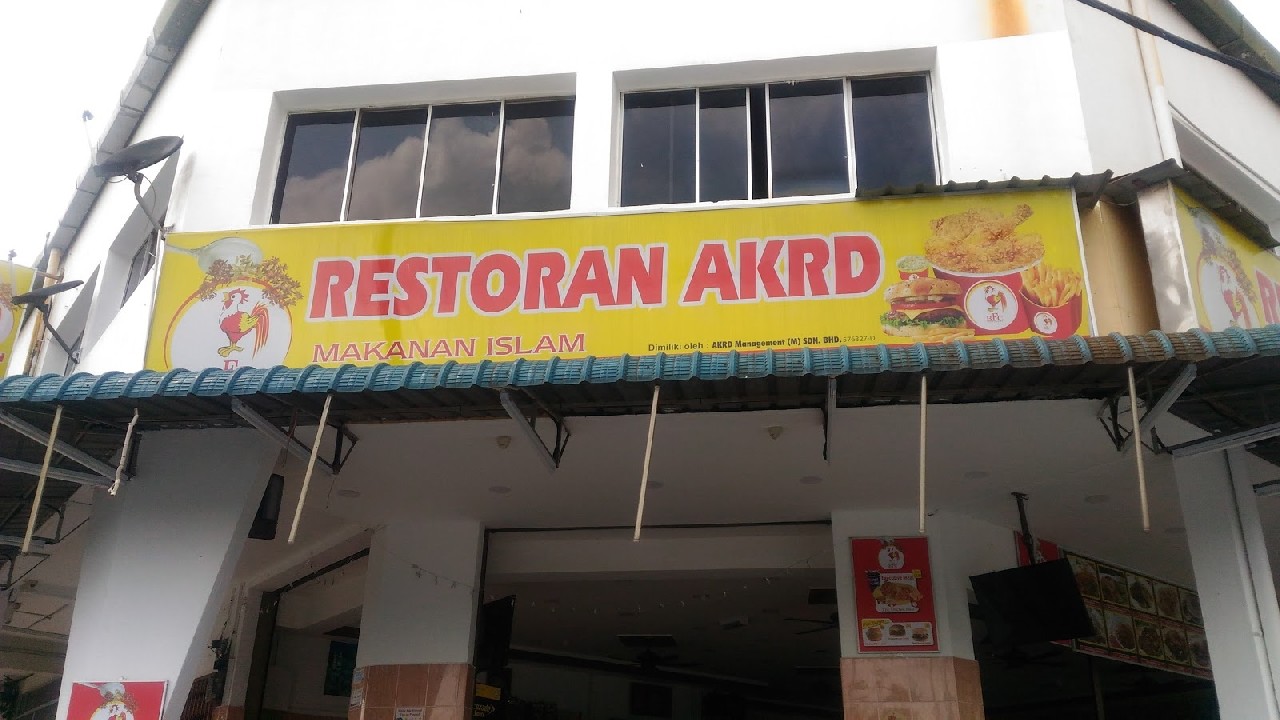 RESTORAN AKRD
MAKANAN ISLAM
Dimiliki oleh : AKRD Management (M) SDN. BHD.